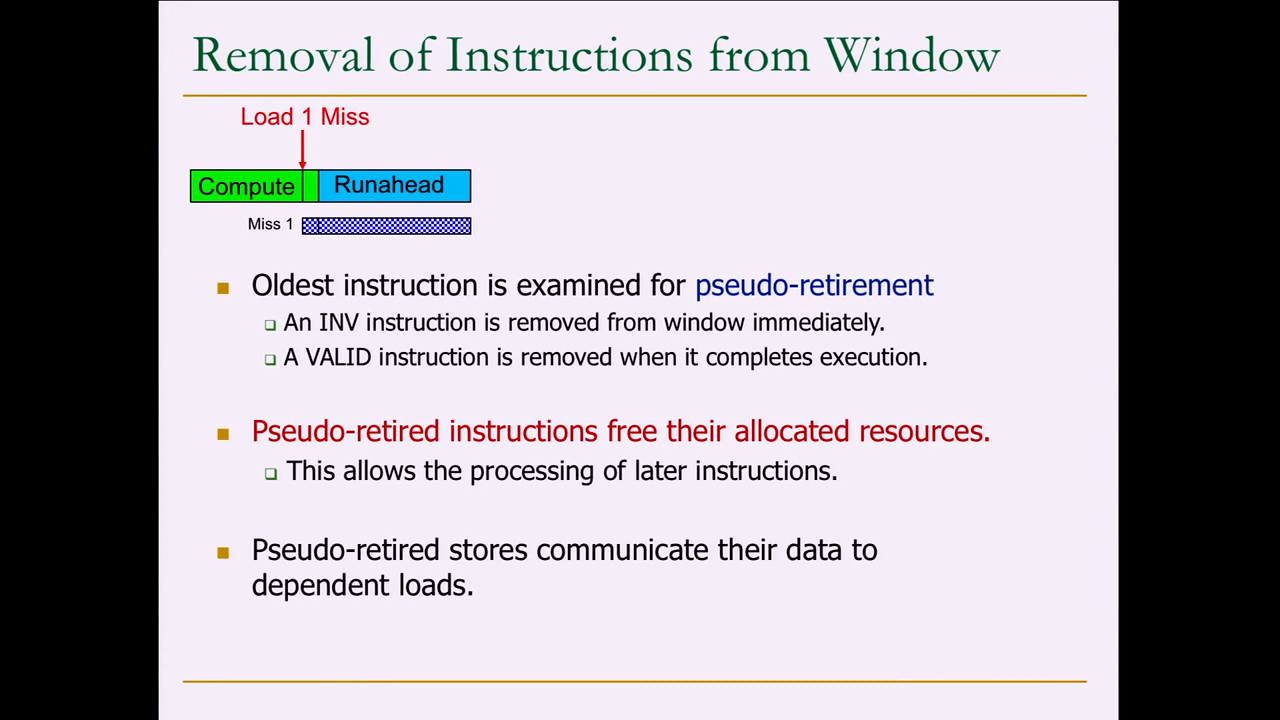 Removal of Instructions from Window
Load 1 Miss
Compute
Runahead
Miss 1
Oldest instruction is examined for pseudo-retirement
An INV instruction is removed from window immediately.
A VALID instruction is removed when it completes execution.
Pseudo-retired instructions free their allocated resources.
This allows the processing of later instructions.
Pseudo-retired stores communicate their data to
dependent loads.